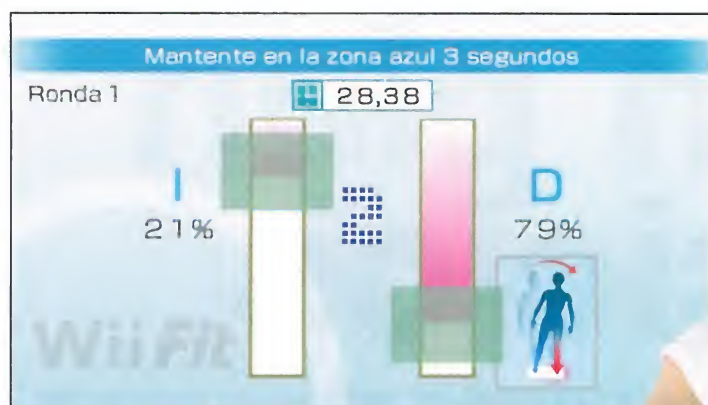 Mantente en la zona azul 3 segundos
Ronda 1
28,38
I
21%
2
D
79%
Wii Fit